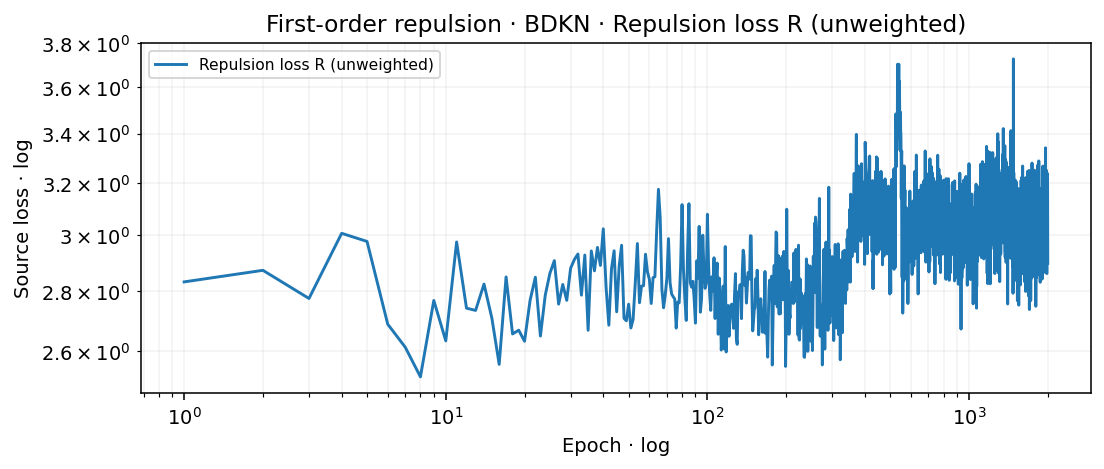 First-order repulsion · BDKN · Repulsion loss R (unweighted)
Repulsion loss R (unweighted)
Source loss · log
3.8 × 10⁰
3.6 × 10⁰
3.4 × 10⁰
3.2 × 10⁰
3 × 10⁰
2.8 × 10⁰
2.6 × 10⁰
10⁰ 10¹ 10² 10³
Epoch · log